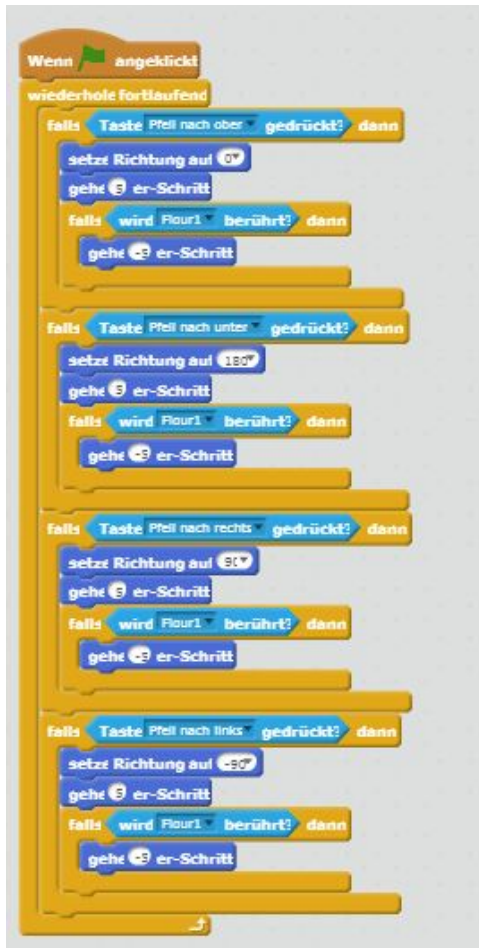 Wenn angeklickt
wiederhole fortlaufend
falls Taste Pfeil nach ober gedrückt? dann
setze Richtung auf 0
gehe 5 er-Schritt
falls wird Flour1 berührt? dann
gehe -5 er-Schritt
falls Taste Pfeil nach unter gedrückt? dann
setze Richtung auf 180
gehe 5 er-Schritt
falls wird Flour1 berührt? dann
gehe -5 er-Schritt
falls Taste Pfeil nach rechts gedrückt? dann
setze Richtung auf 90
gehe 5 er-Schritt
falls wird Flour1 berührt? dann
gehe -5 er-Schritt
falls Taste Pfeil nach links gedrückt? dann
setze Richtung auf -90
gehe 5 er-Schritt
falls wird Flour1 berührt? dann
gehe -5 er-Schritt